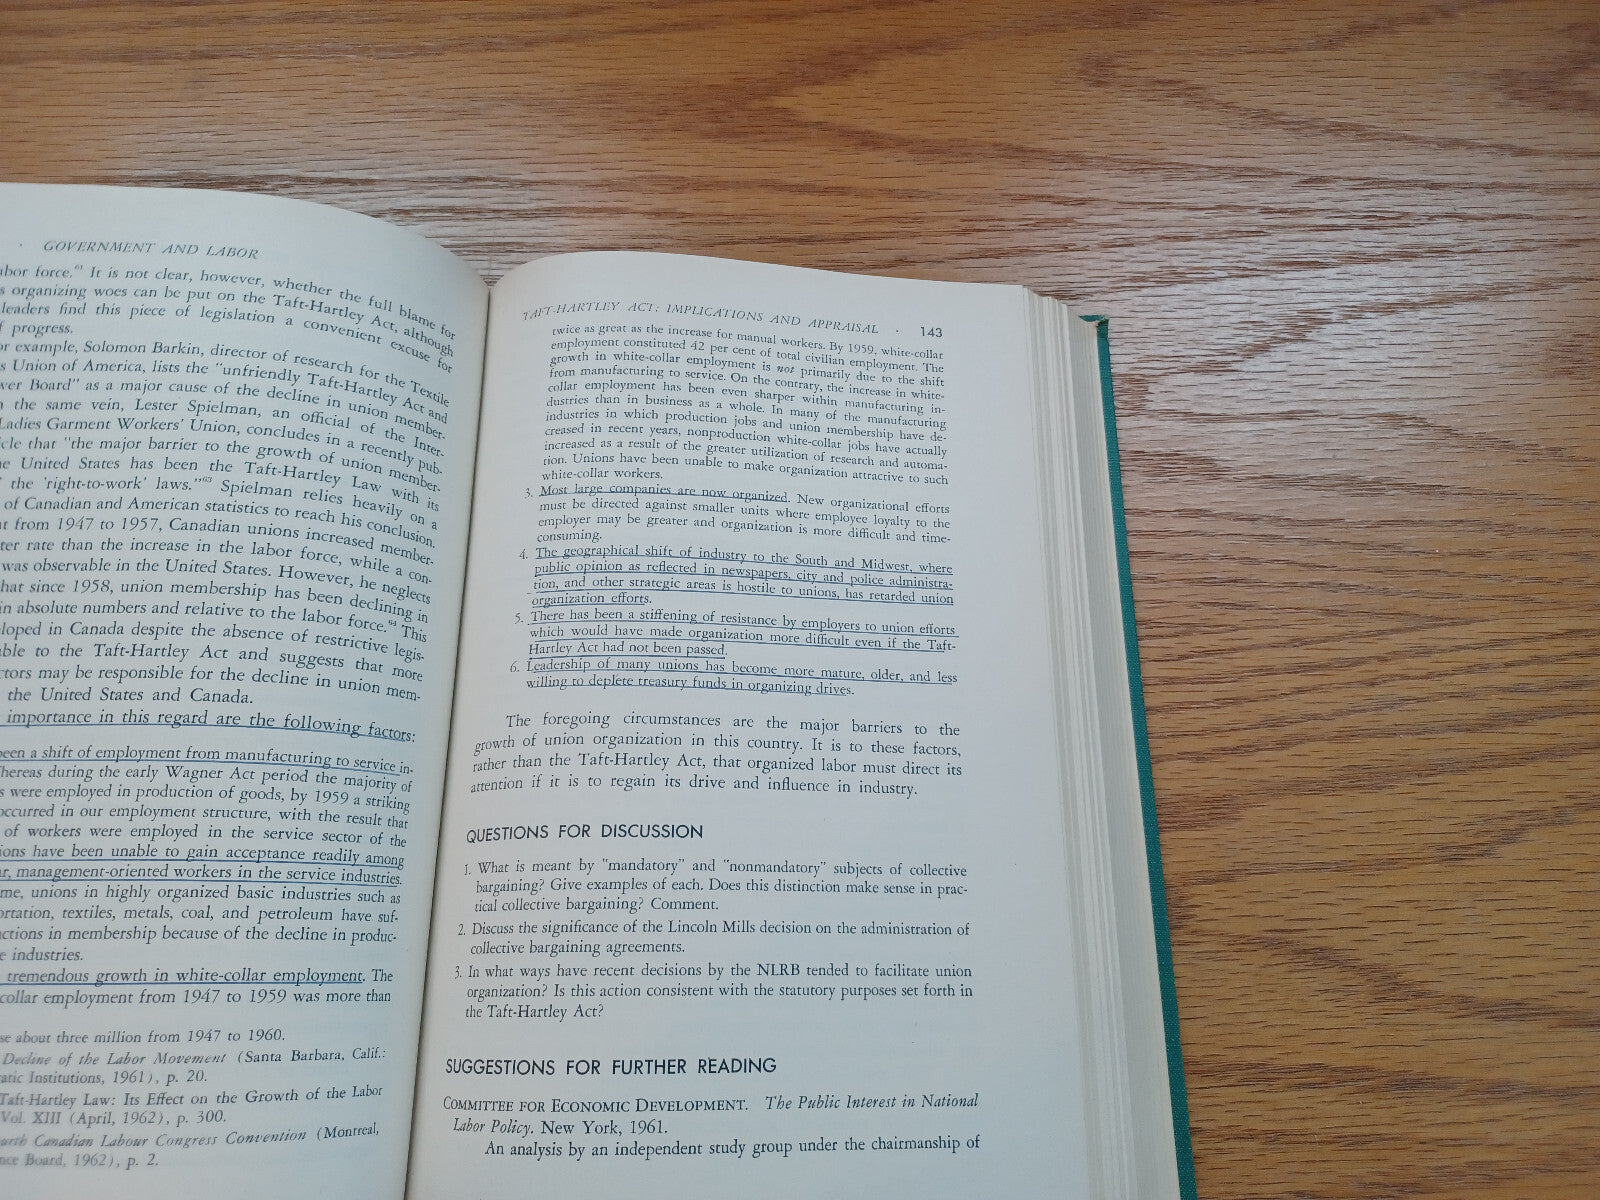 GOVERNMENT AND LABOR
abor force."61 It is not clear, however, whether the full blame for
s organizing woes can be put on the Taft-Hartley Act, although
leaders find this piece of legislation a convenient excuse for
f progress.
or example, Solomon Barkin, director of research for the Textile
s Union of America, lists the "unfriendly Taft-Hartley Act and
wer Board" as a major cause of the decline in union member-
n the same vein, Lester Spielman, an official of the Inter-
Ladies Garment Workers' Union, concludes in a recently pub-
icle that "the major barrier to the growth of union member-
he United States has been the Taft-Hartley Law with its
f the 'right-to-work' laws."63 Spielman relies heavily on a
of Canadian and American statistics to reach his conclusion.
at from 1947 to 1957, Canadian unions increased member-
ter rate than the increase in the labor force, while a con-
was observable in the United States. However, he neglects
hat since 1958, union membership has been declining in
in absolute numbers and relative to the labor force.64 This
eloped in Canada despite the absence of restrictive legis-
able to the Taft-Hartley Act and suggests that more
ctors may be responsible for the decline in union mem-
the United States and Canada.
importance in this regard are the following factors:
been a shift of employment from manufacturing to service in-
Whereas during the early Wagner Act period the majority of
s were employed in production of goods, by 1959 a striking
occurred in our employment structure, with the result that
of workers were employed in the service sector of the
ions have been unable to gain acceptance readily among
r, management-oriented workers in the service industries.
me, unions in highly organized basic industries such as
ortation, textiles, metals, coal, and petroleum have suf-
ctions in membership because of the decline in produc-
e industries.
tremendous growth in white-collar employment. The
collar employment from 1947 to 1959 was more than
se about three million from 1947 to 1960.
Decline of the Labor Movement (Santa Barbara, Calif.:
atic Institutions, 1961), p. 20.
Taft-Hartley Law: Its Effect on the Growth of the Labor
Vol. XIII (April, 1962), p. 300.
ourth Canadian Labour Congress Convention (Montreal,
nce Board, 1962), p. 2.
TAFT-HARTLEY ACT: IMPLICATIONS AND APPRAISAL · 143
twice as great as the increase for manual workers. By 1959, white-collar
employment constituted 42 per cent of total civilian employment. The
growth in white-collar employment is not primarily due to the shift
from manufacturing to service. On the contrary, the increase in white-
collar employment has been even sharper within manufacturing in-
dustries than in business as a whole. In many of the manufacturing
industries in which production jobs and union membership have de-
creased in recent years, nonproduction white-collar jobs have actually
increased as a result of the greater utilization of research and automa-
tion. Unions have been unable to make organization attractive to such
white-collar workers.
3. Most large companies are now organized. New organizational efforts
must be directed against smaller units where employee loyalty to the
employer may be greater and organization is more difficult and time-
consuming.
4. The geographical shift of industry to the South and Midwest, where
public opinion as reflected in newspapers, city and police administra-
tion, and other strategic areas is hostile to unions, has retarded union
organization efforts.
5. There has been a stiffening of resistance by employers to union efforts
which would have made organization more difficult even if the Taft-
Hartley Act had not been passed.
6. Leadership of many unions has become more mature, older, and less
willing to deplete treasury funds in organizing drives.
The foregoing circumstances are the major barriers to the
growth of union organization in this country. It is to these factors,
rather than the Taft-Hartley Act, that organized labor must direct its
attention if it is to regain its drive and influence in industry.
QUESTIONS FOR DISCUSSION
1. What is meant by "mandatory" and "nonmandatory" subjects of collective
bargaining? Give examples of each. Does this distinction make sense in prac-
tical collective bargaining? Comment.
2. Discuss the significance of the Lincoln Mills decision on the administration of
collective bargaining agreements.
3. In what ways have recent decisions by the NLRB tended to facilitate union
organization? Is this action consistent with the statutory purposes set forth in
the Taft-Hartley Act?
SUGGESTIONS FOR FURTHER READING
COMMITTEE FOR ECONOMIC DEVELOPMENT. The Public Interest in National
Labor Policy. New York, 1961.
An analysis by an independent study group under the chairmanship of